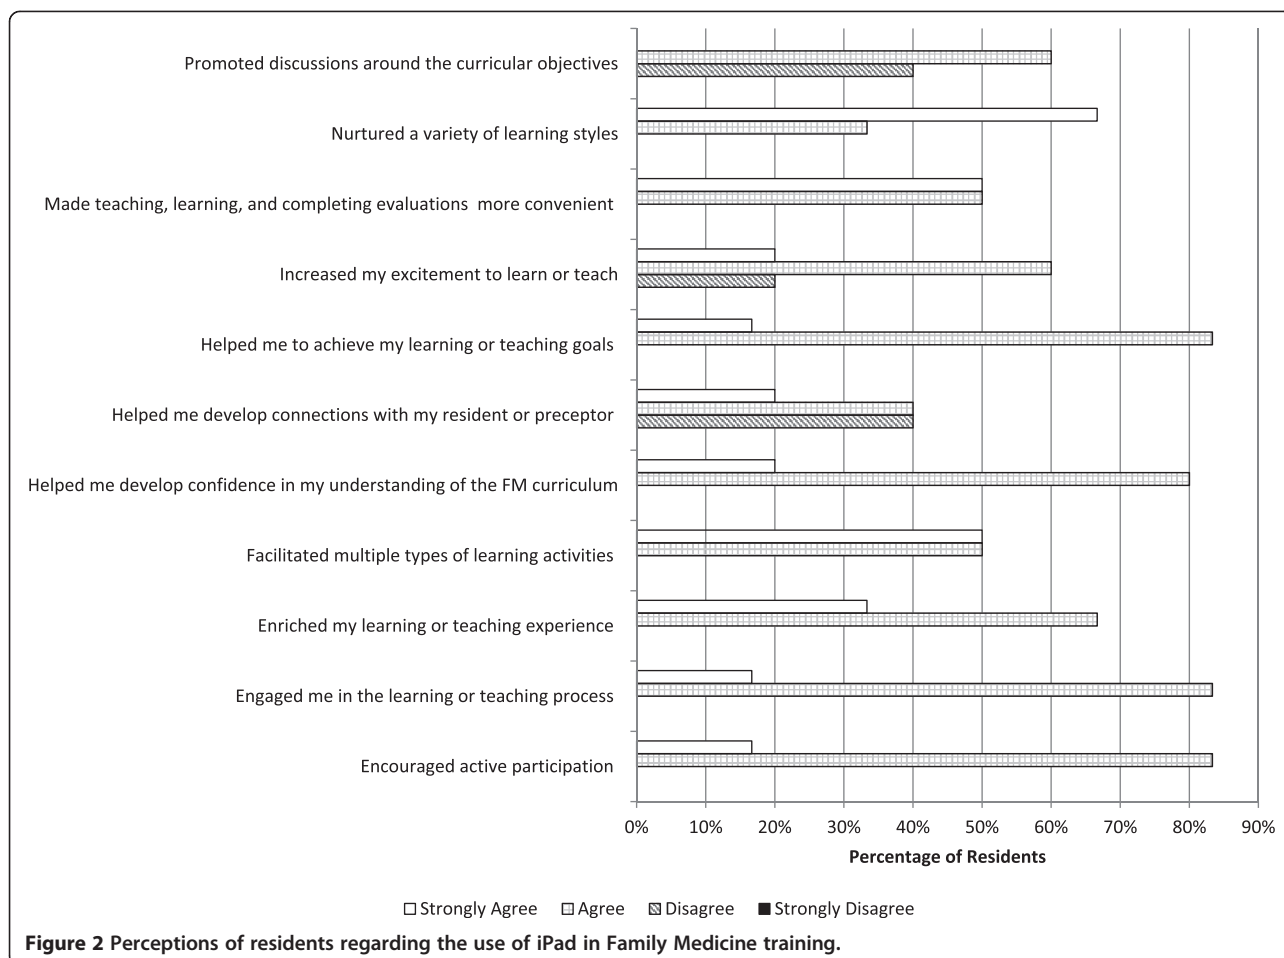 Promoted discussions around the curricular objectives
Nurtured a variety of learning styles
Made teaching, learning, and completing evaluations more convenient
Increased my excitement to learn or teach
Helped me to achieve my learning or teaching goals
Helped me develop connections with my resident or preceptor
Helped me develop confidence in my understanding of the FM curriculum
Facilitated multiple types of learning activities
Enriched my learning or teaching experience
Engaged me in the learning or teaching process
Encouraged active participation
0% 10% 20% 30% 40% 50% 60% 70% 80% 90%
Percentage of Residents
Strongly Agree Agree Disagree Strongly Disagree
Figure 2 Perceptions of residents regarding the use of iPad in Family Medicine training.